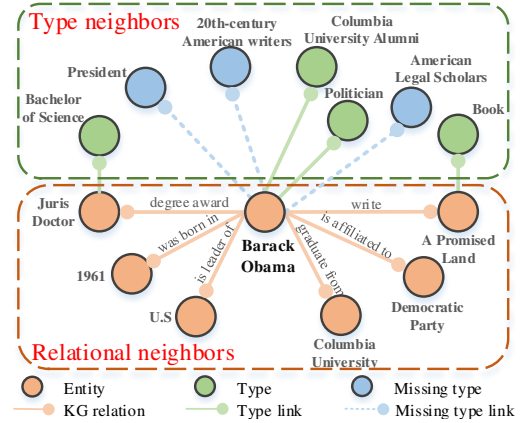 Type neighbors
20th-century
American writers
Columbia
University Alumni
President
American
Legal Scholars
Bachelor
of Science
Politician
Book
Juris
Doctor
degree award
write
was born in
is leader of
graduate from
is affiliated to
Barack
Obama
A Promised
Land
1961
U.S
Columbia
University
Democratic
Party
Relational neighbors
Entity
Type
Missing type
KG relation
Type link
Missing type link